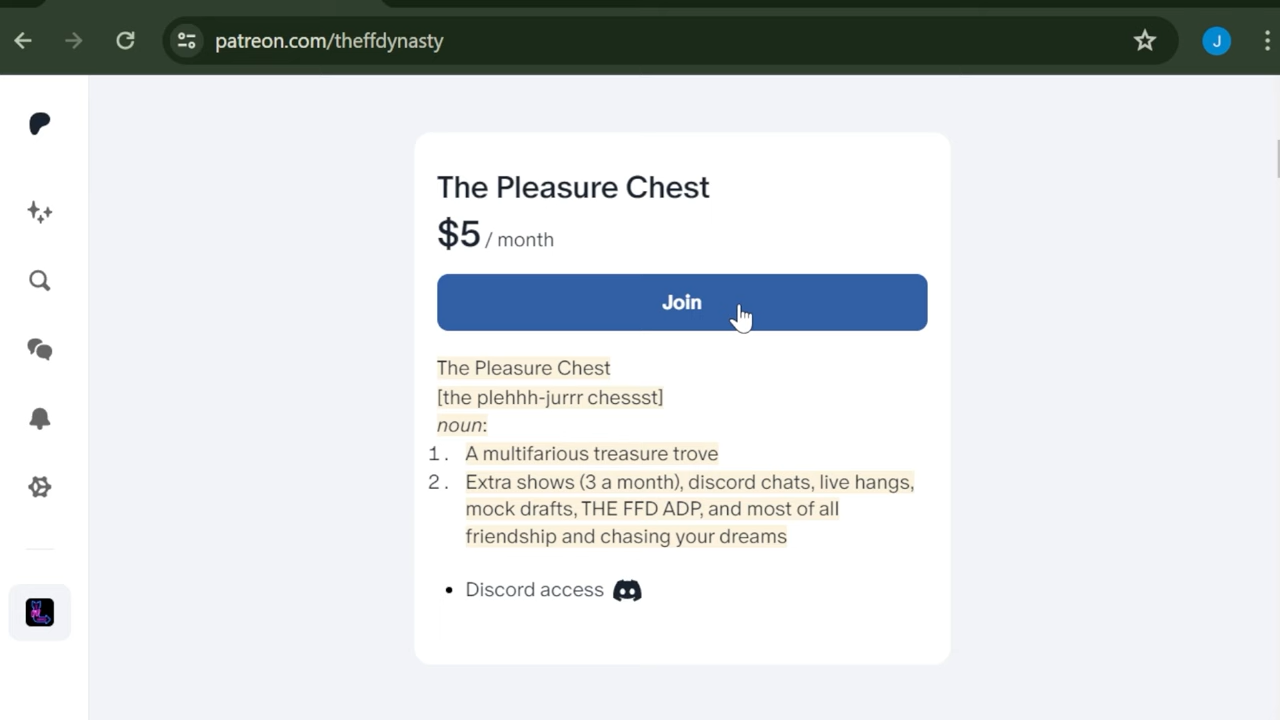 patreon.com/theffdynasty
J
The Pleasure Chest
$5 / month
Join
The Pleasure Chest
[the plehhh-jurrr chessst]
noun:
1. A multifarious treasure trove
2. Extra shows (3 a month), discord chats, live hangs,
mock drafts, THE FFD ADP, and most of all
friendship and chasing your dreams
• Discord access